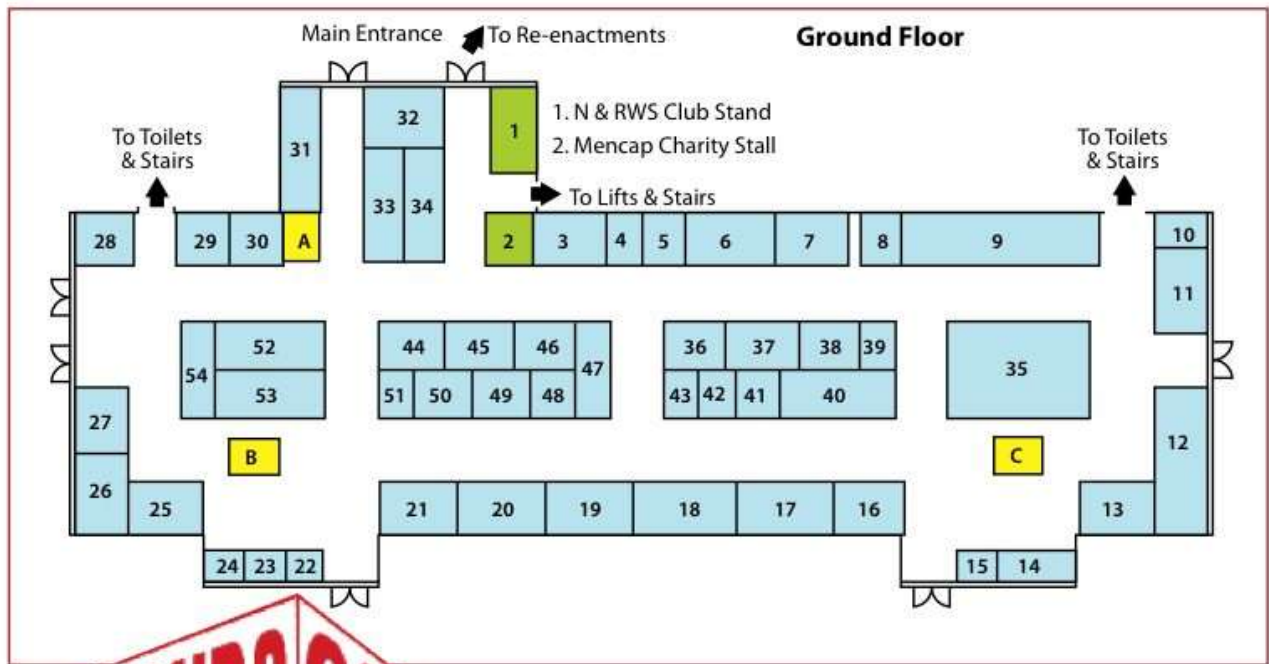 Main Entrance
To Re-enactments
Ground Floor
1. N & RWS Club Stand
2. Mencap Charity Stall
To Toilets
& Stairs
To Toilets
& Stairs
To Lifts & Stairs
31
32
1
33 34
28
29 30 A
2 3 4 5 6 7 8 9 10
11
54 52
53
44 45 46 47
51 50 49 48
36 37 38 39
43 42 41 40
35
27
26
25
B
C
12
13
21 20 19 18 17 16
24 23 22
15 14